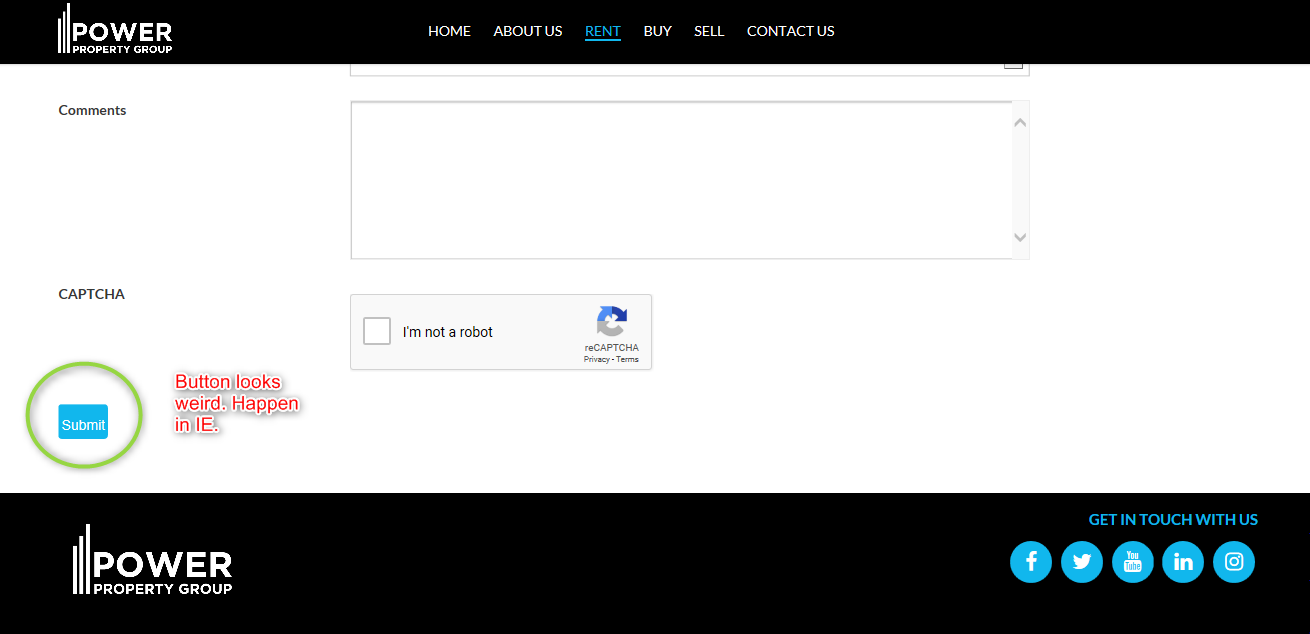 POWER
PROPERTY GROUP
HOME ABOUT US RENT BUY SELL CONTACT US
Comments
CAPTCHA
I'm not a robot
reCAPTCHA
Privacy - Terms
Button looks
weird. Happen
in IE.
Submit
GET IN TOUCH WITH US
POWER
PROPERTY GROUP
You
Tube
in